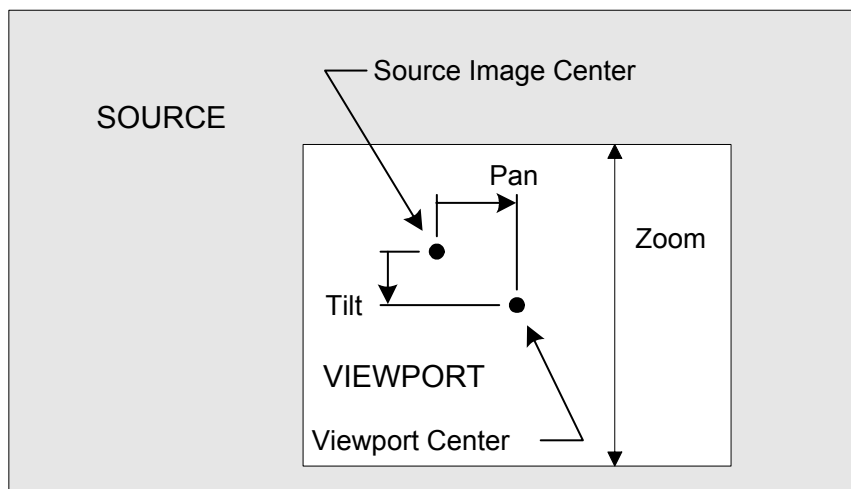 Source Image Center
SOURCE
Pan
Zoom
Tilt
VIEWPORT
Viewport Center